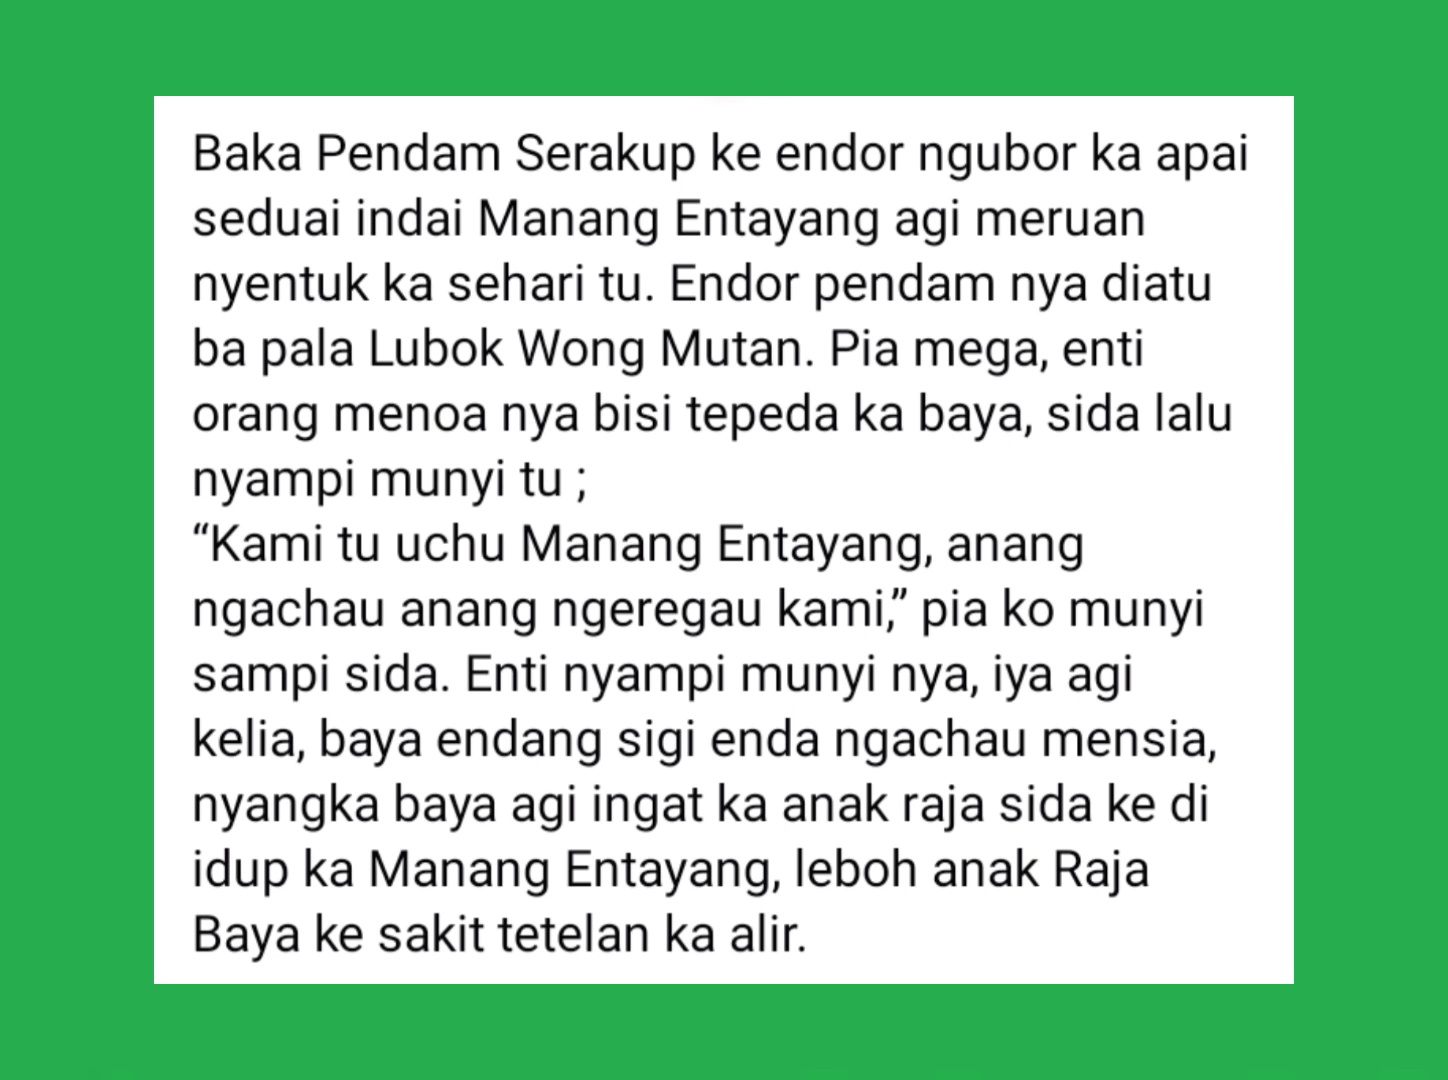 Baka Pendam Serakup ke endor ngubor ka apai
seduai indai Manang Entayang agi meruan
nyentuk ka sehari tu. Endor pendam nya diatu
ba pala Lubok Wong Mutan. Pia mega, enti
orang menoa nya bisi tepeda ka baya, sida lalu
nyampi munyi tu ;
“Kami tu uchu Manang Entayang, anang
ngachau anang ngeregau kami,” pia ko munyi
sampi sida. Enti nyampi munyi nya, iya agi
kelia, baya endang sigi enda ngachau mensia,
nyangka baya agi ingat ka anak raja sida ke di
idup ka Manang Entayang, leboh anak Raja
Baya ke sakit tetelan ka alir.